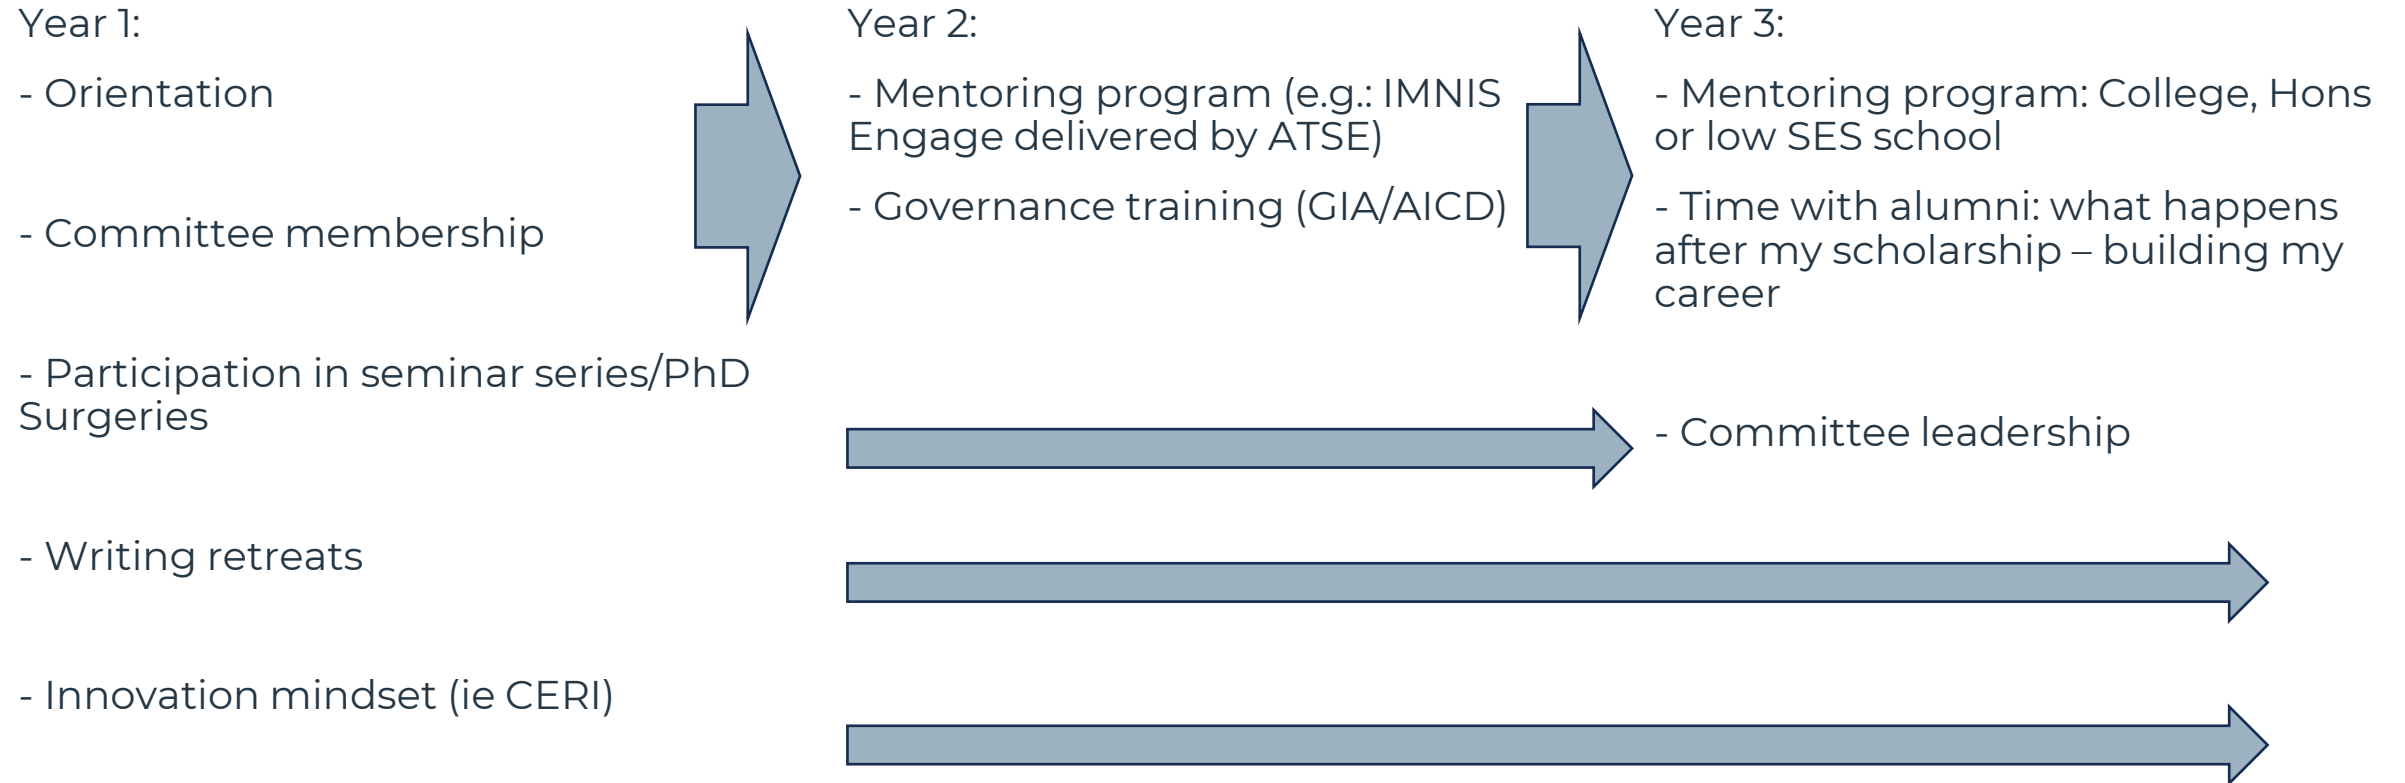 Year 1:
- Orientation
- Committee membership
- Participation in seminar series/PhD
Surgeries
- Writing retreats
- Innovation mindset (ie CERI)
Year 2:
- Mentoring program (e.g.: IMNIS
Engage delivered by ATSE)
- Governance training (GIA/AICD)
Year 3:
- Mentoring program: College, Hons
or low SES school
- Time with alumni: what happens
after my scholarship – building my
career
- Committee leadership